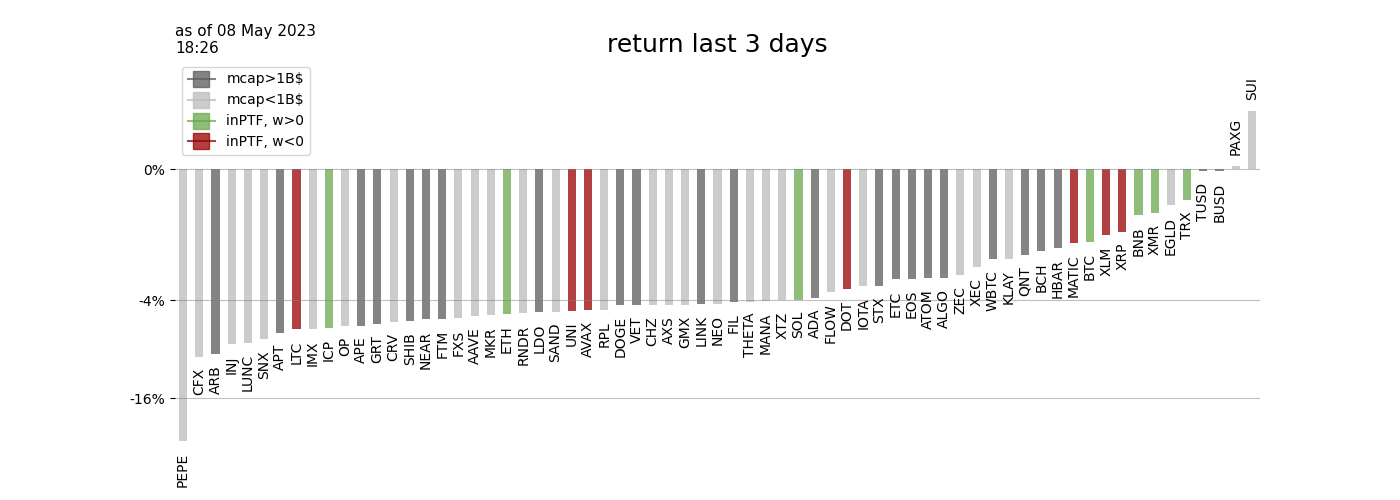 as of 08 May 2023
18:26
return last 3 days
mcap>1B$
mcap<1B$
inPTF, w>0
inPTF, w<0
0%
-4%
-16%
PEPE
CFX
ARB
INJ
LUNC
SNX
APT
LTC
IMX
ICP
OP
APE
GRT
CRV
SHIB
NEAR
FTM
FXS
AAVE
MKR
ETH
RNDR
LDO
SAND
UNI
AVAX
RPL
DOGE
VET
CHZ
AXS
GMX
LINK
NEO
FIL
THETA
MANA
XTZ
SOL
ADA
FLOW
DOT
IOTA
STX
ETC
EOS
ATOM
ALGO
ZEC
XEC
WBTC
KLAY
QNT
BCH
HBAR
MATIC
BTC
XLM
XRP
BNB
XMR
EGLD
TRX
TUSD
BUSD
PAXG
SUI